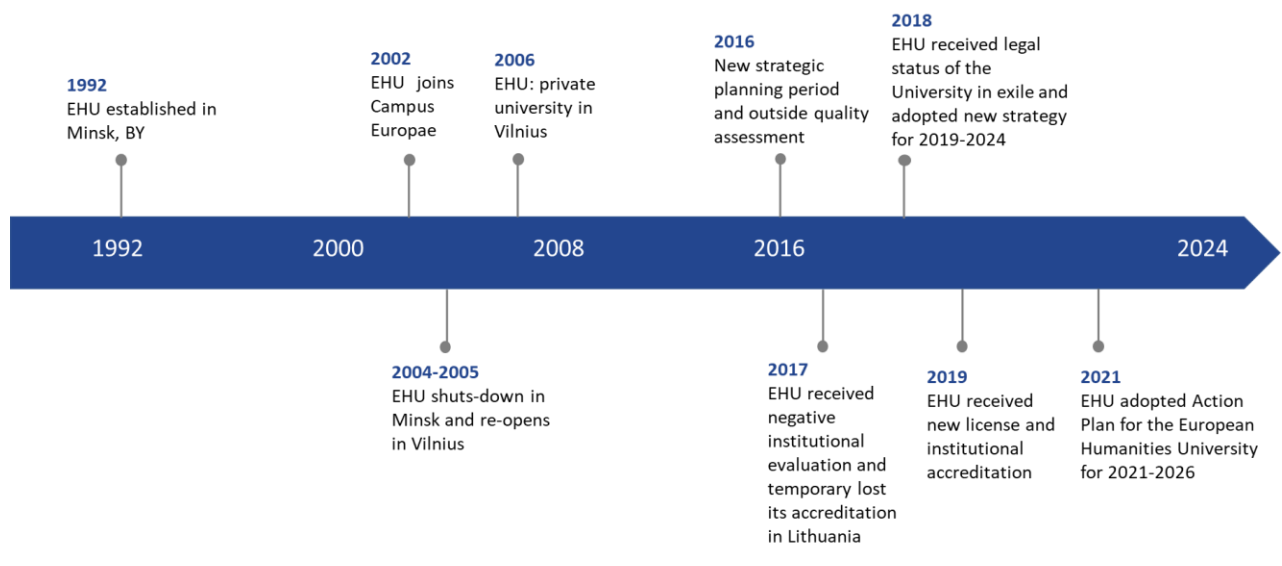 1992
EHU established in
Minsk, BY
2002
EHU joins
Campus
Europae
2006
EHU: private
university in
Vilnius
2016
New strategic
planning period
and outside quality
assessment
2018
EHU received legal
status of the
University in exile and
adopted new strategy
for 2019-2024
1992
2000
2008
2016
2024
2004-2005
EHU shuts-down in
Minsk and re-opens
in Vilnius
2017
EHU received
negative
institutional
evaluation and
temporary lost
its accreditation
in Lithuania
2019
EHU received
new license and
institutional
accreditation
2021
EHU adopted Action
Plan for the European
Humanities University
for 2021-2026